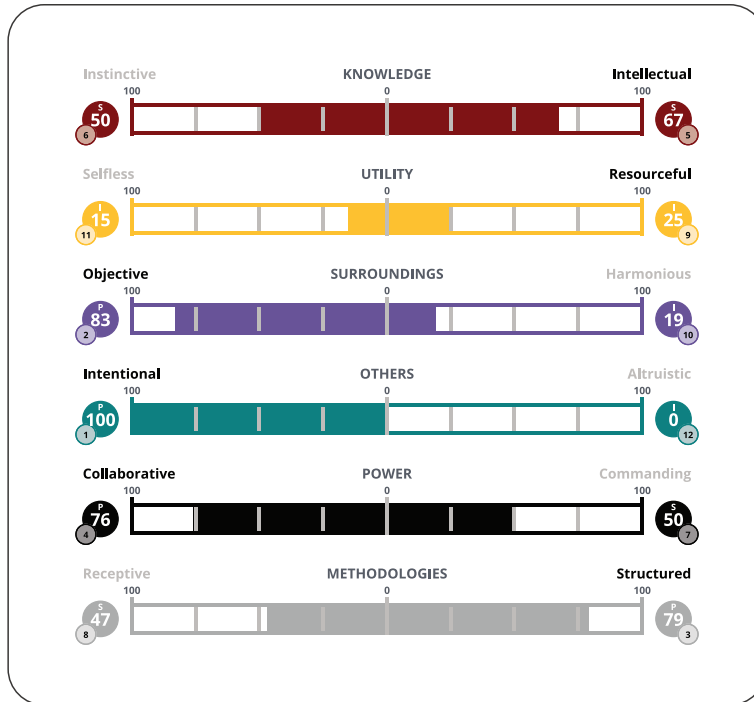 Instinctive KNOWLEDGE Intellectual
100 0 100
S 50 6 S 67 5
Selfless UTILITY Resourceful
100 0 100
I 15 11 I 25 9
Objective SURROUNDINGS Harmonious
100 0 100
P 83 2 I 19 10
Intentional OTHERS Altruistic
100 0 100
P 100 1 I 0 12
Collaborative POWER Commanding
100 0 100
P 76 4 S 50 7
Receptive METHODOLOGIES Structured
100 0 100
S 47 8 P 79 3